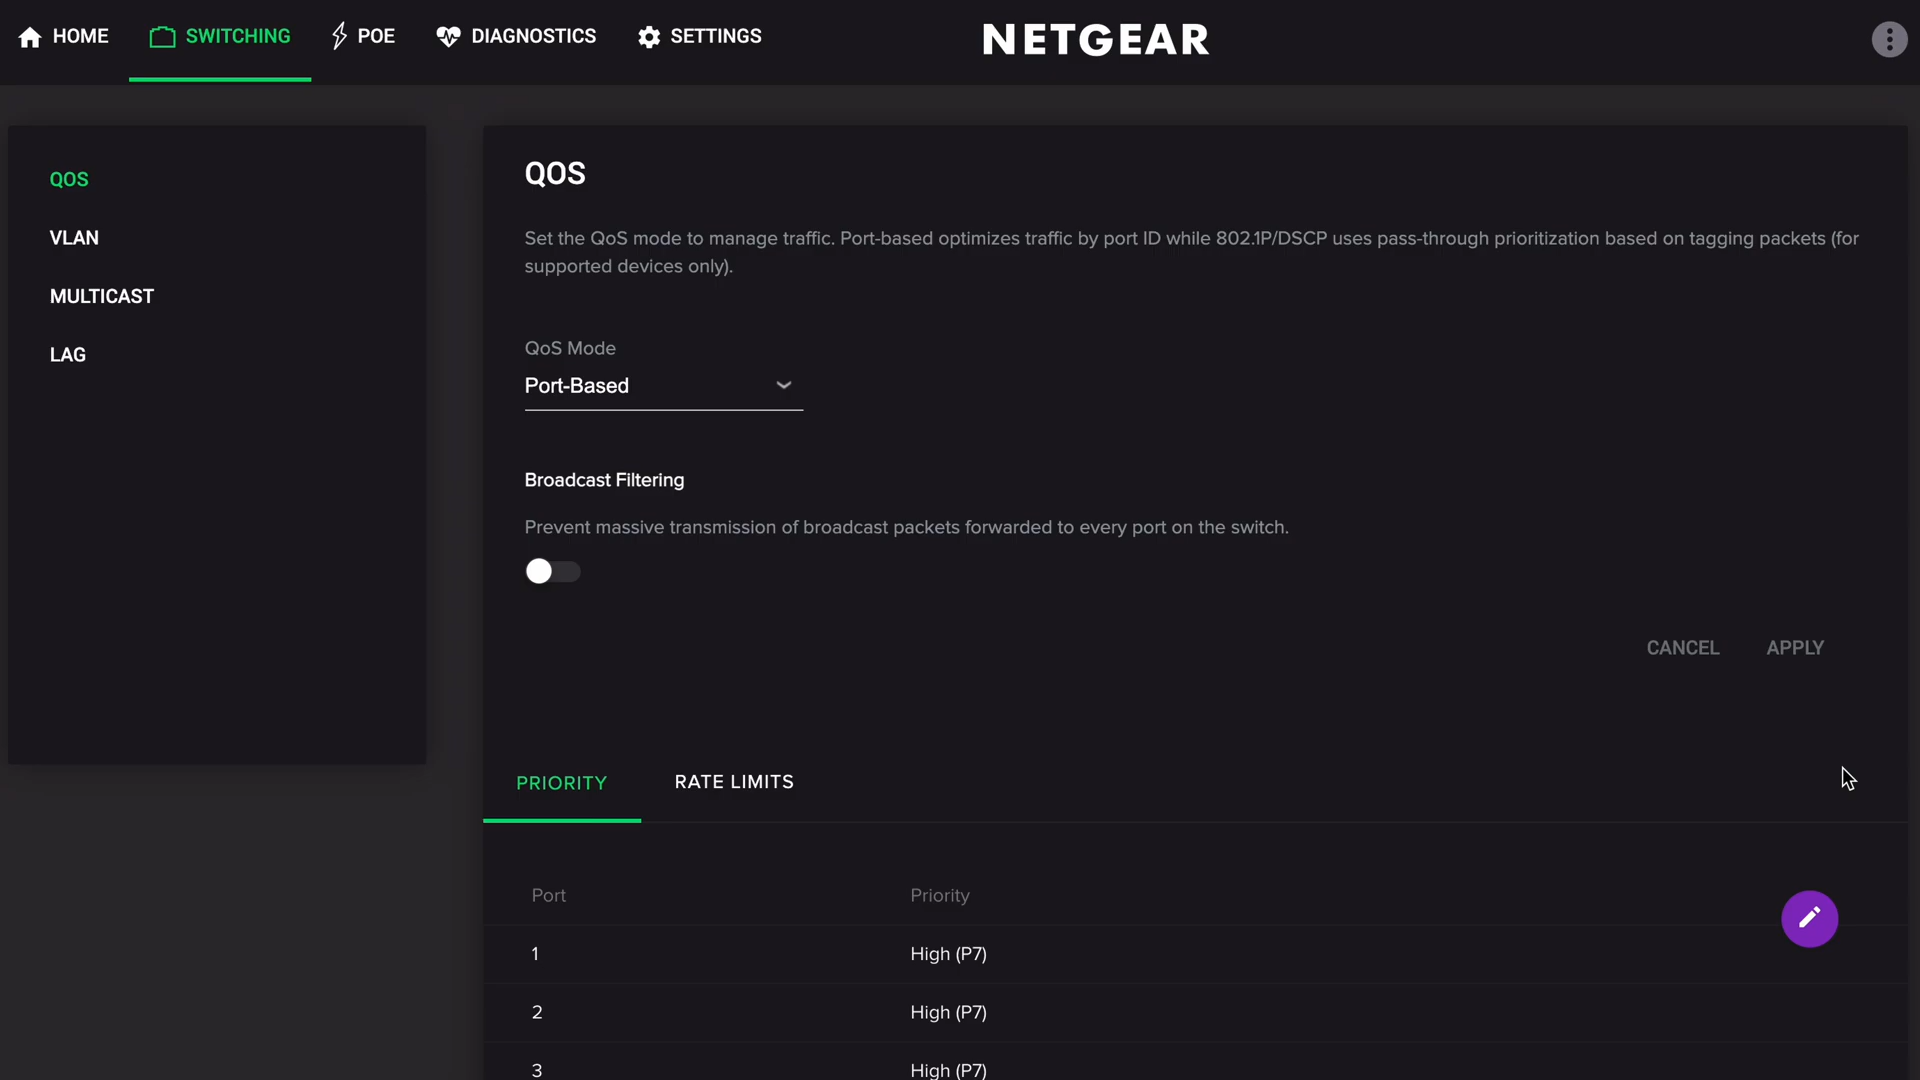 HOME
SWITCHING
POE
DIAGNOSTICS
SETTINGS
NETGEAR
QOS
VLAN
MULTICAST
LAG
QOS
Set the QoS mode to manage traffic. Port-based optimizes traffic by port ID while 802.1P/DSCP uses pass-through prioritization based on tagging packets (for
supported devices only).
QoS Mode
Port-Based
Broadcast Filtering
Prevent massive transmission of broadcast packets forwarded to every port on the switch.
CANCEL
APPLY
PRIORITY
RATE LIMITS
Port
Priority
1
High (P7)
2
High (P7)
3
High (P7)